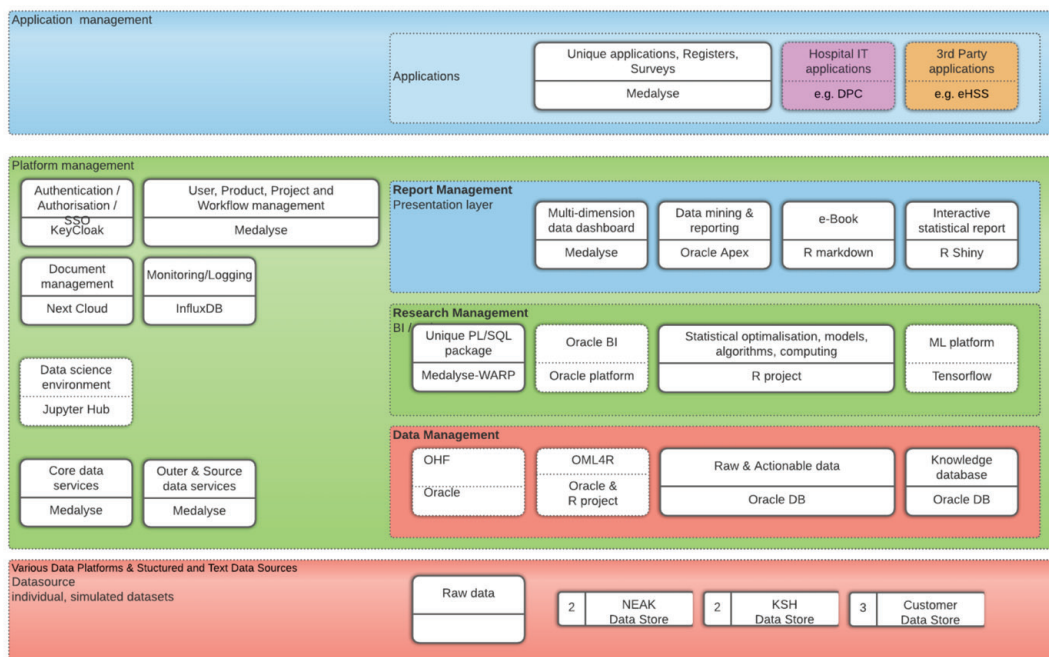 Application management
Applications
Unique applications, Registers,
Surveys
Medalyse
Hospital IT
applications
e.g. DPC
3rd Party
applications
e.g. eHSS
Platform management
Authentication /
Authorisation /
SSO
KeyCloak
User, Product, Project and
Workflow management
Medalyse
Document
management
Next Cloud
Monitoring/Logging
InfluxDB
Data science
environment
Jupyter Hub
Core data
services
Medalyse
Outer & Source
data services
Medalyse
Report Management
Presentation layer
Multi-dimension
data dashboard
Medalyse
Data mining &
reporting
Oracle Apex
e-Book
R markdown
Interactive
statistical report
R Shiny
Research Management
BI /
Unique PL/SQL
package
Medalyse-WARP
Oracle BI
Oracle platform
Statistical optimalisation, models,
algorithms, computing
R project
ML platform
Tensorflow
Data Management
OHF
Oracle
OML4R
Oracle &
R project
Raw & Actionable data
Oracle DB
Knowledge
database
Oracle DB
Various Data Platforms & Stuctured and Text Data Sources
Datasource
individual, simulated datasets
Raw data
2
NEAK
Data Store
2
KSH
Data Store
3
Customer
Data Store